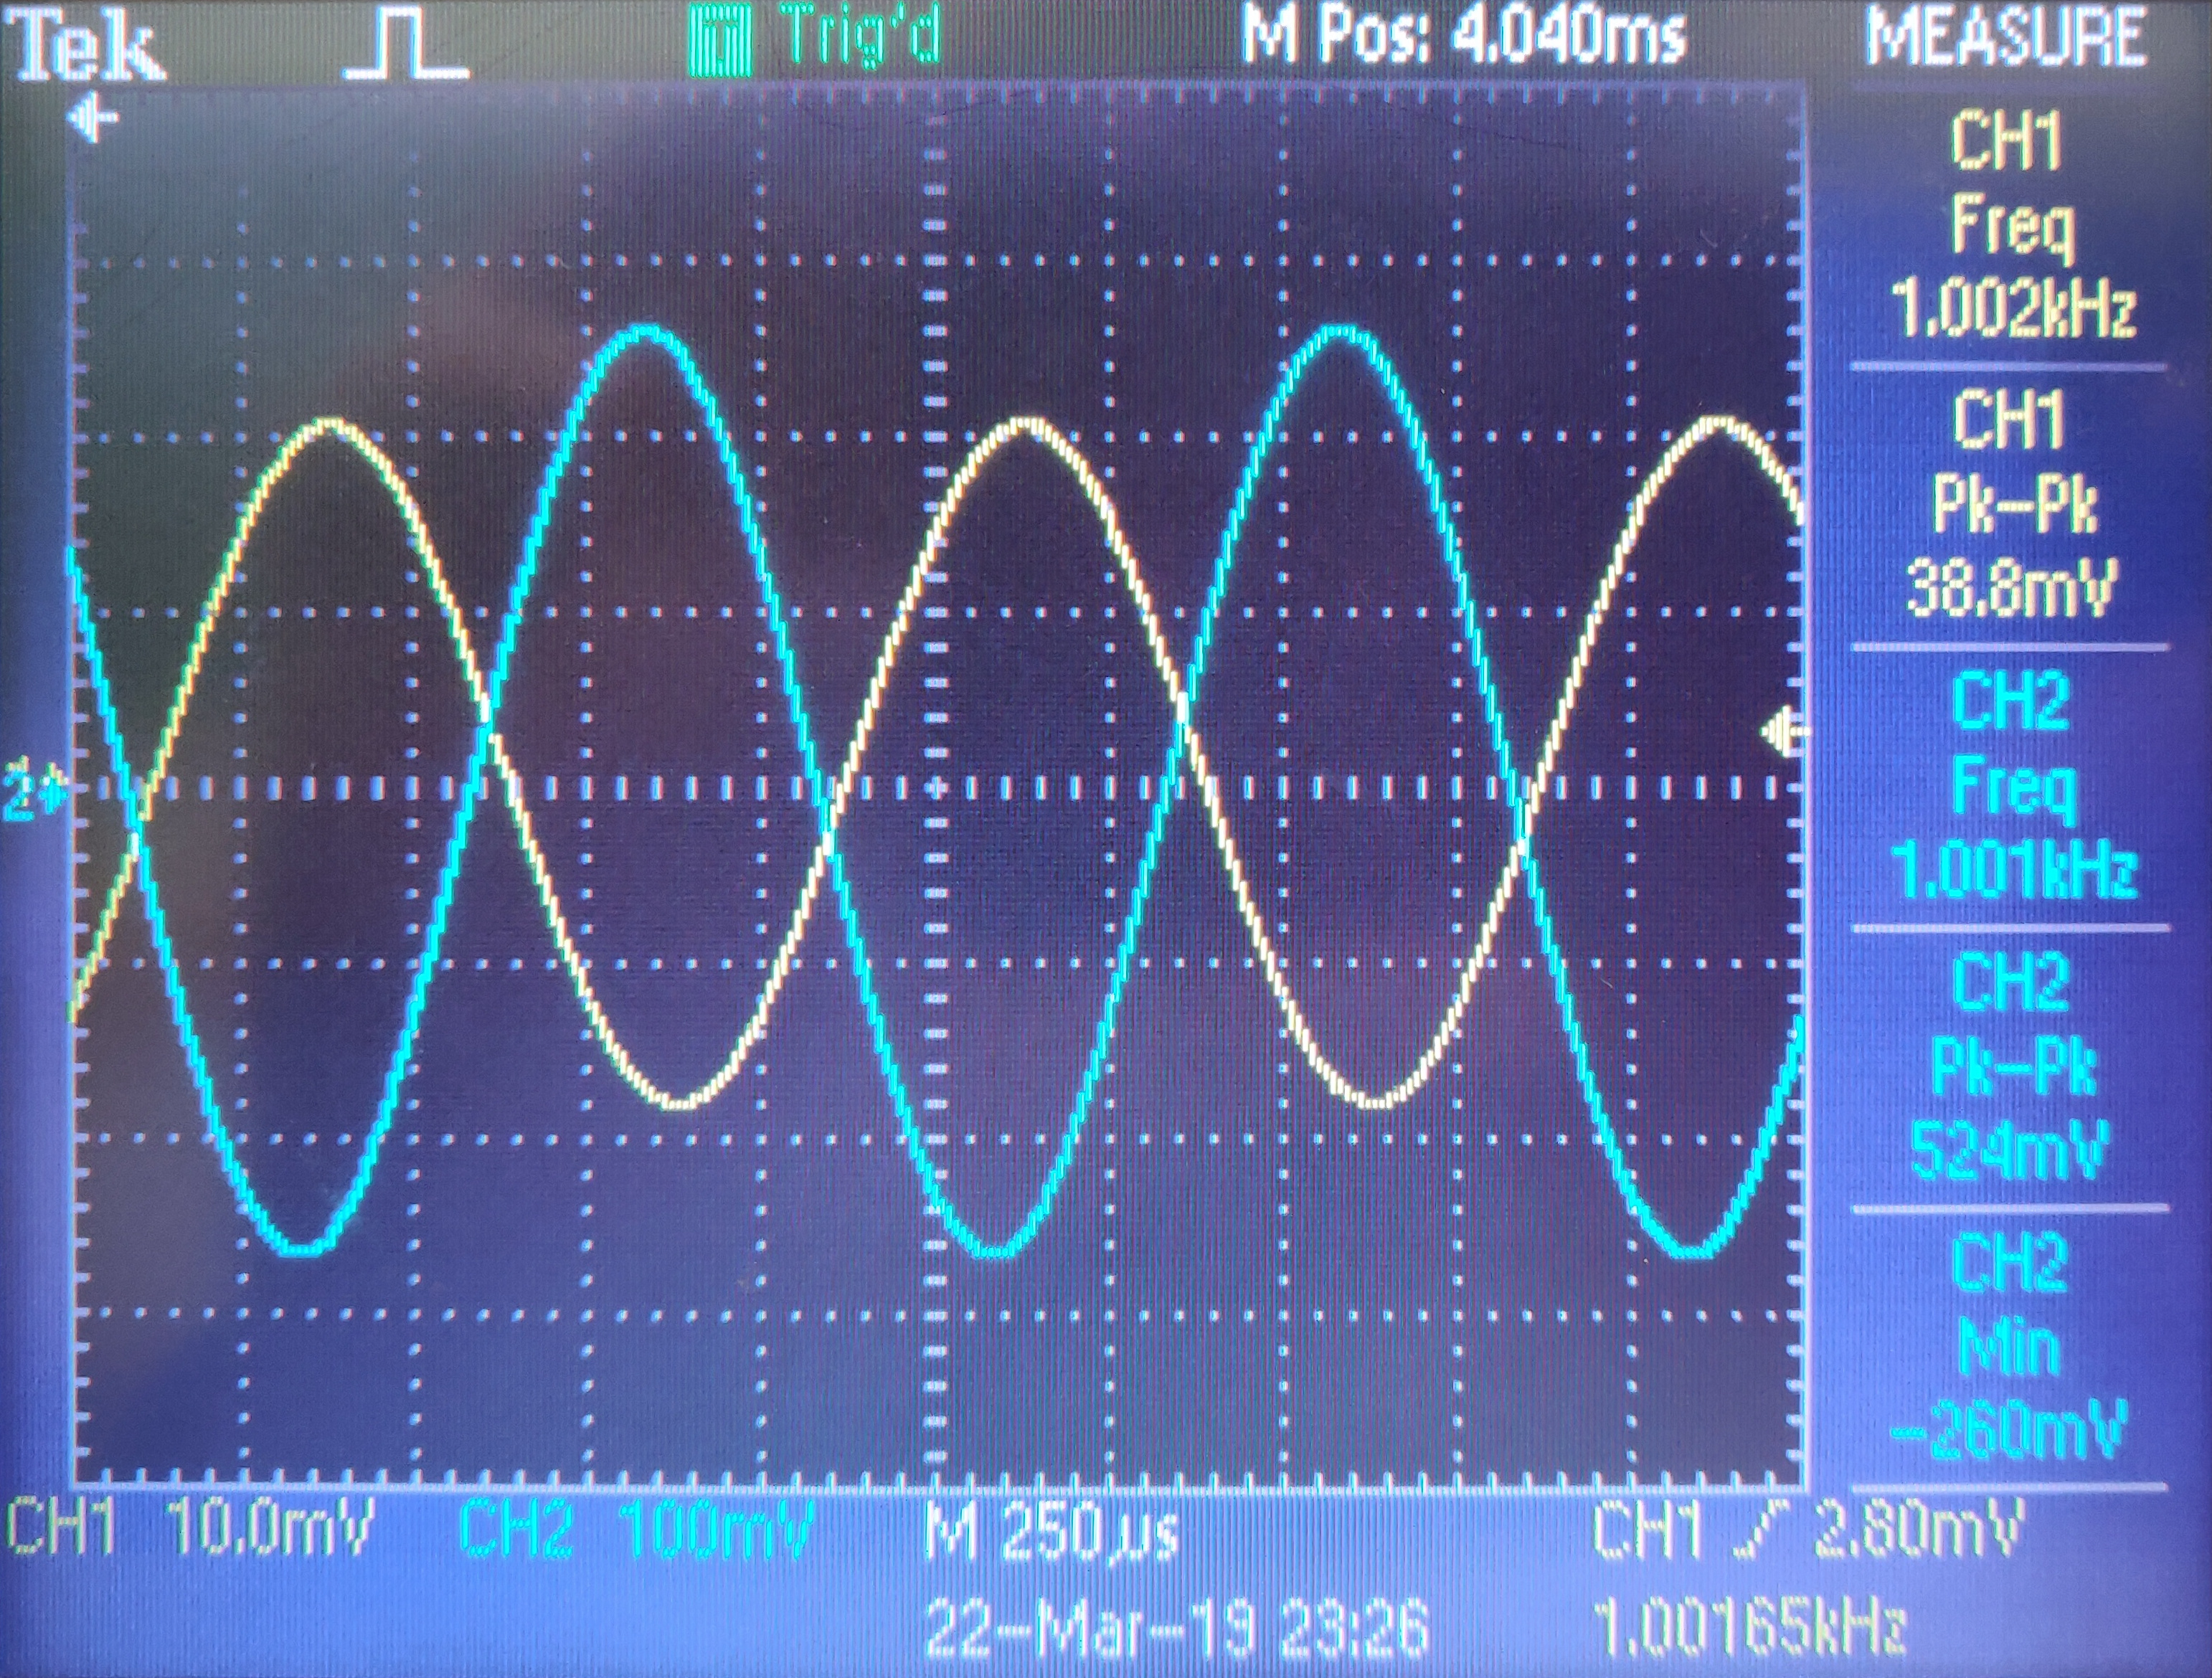 Tek Trig'd M Pos: 4.040ms MEASURE
CH1
Freq
1.002kHz
CH1
Pk-Pk
38.8mV
2
CH2
Freq
1.001kHz
CH2
Pk-Pk
524mV
CH2
Min
-260mV
CH1 10.0mV CH2 100mV M 250µs CH1 2.80mV
22-Mar-19 23:26 1.00165kHz